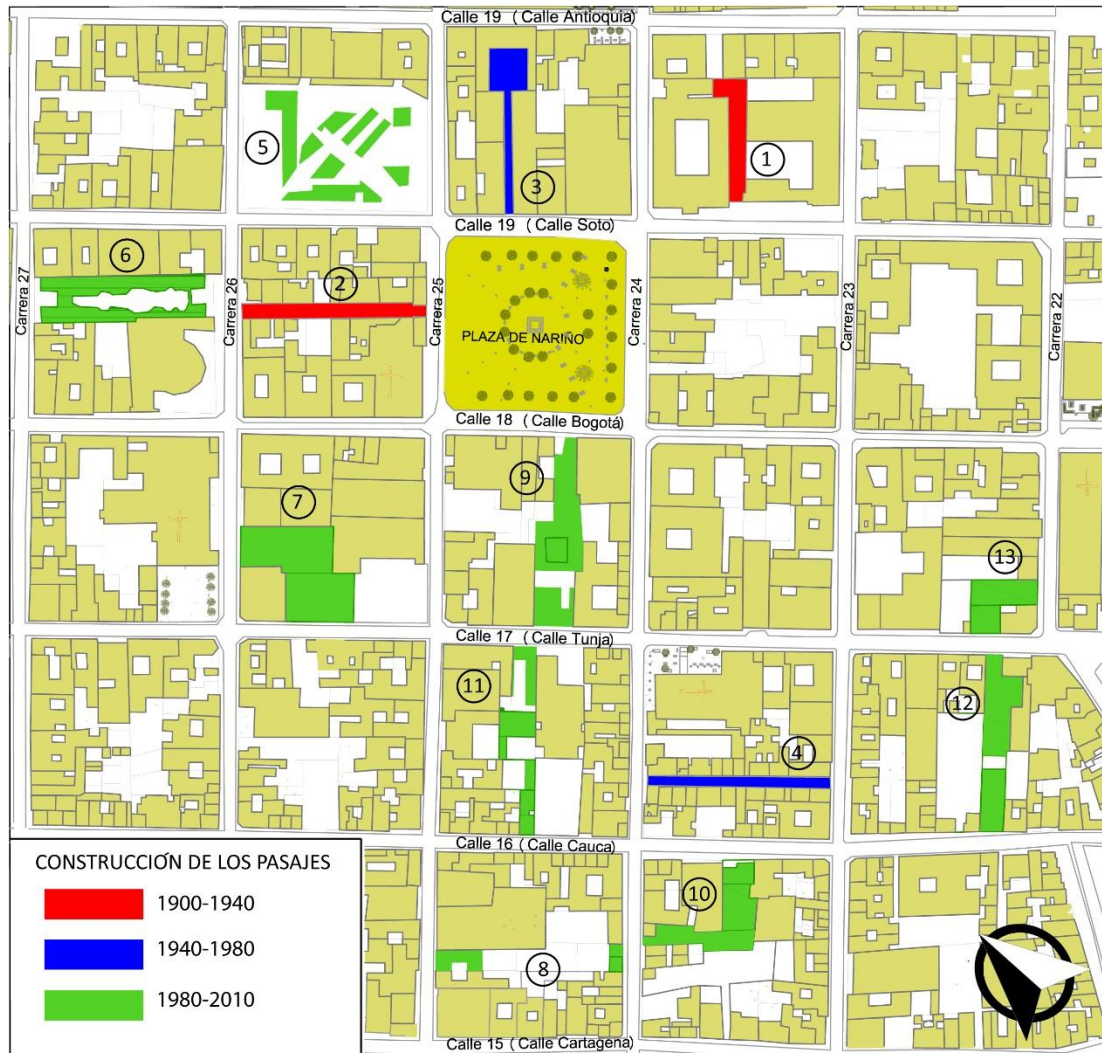 Calle 19 (Calle Antioquía)
5
3
1
Calle 19 (Calle Soto)
6
2
Carrera 27
Carrera 26
Carrera 25
Carrera 24
Carrera 23
Carrera 22
PLAZA DE NARIÑO
Calle 18 (Calle Bogotá)
9
7
13
Calle 17 (Calle Tunja)
11
12
4
Calle 16 (Calle Cauca)
CONSTRUCCIÓN DE LOS PASAJES
1900-1940
1940-1980
1980-2010
10
8
Calle 15 (Calle Cartagena)